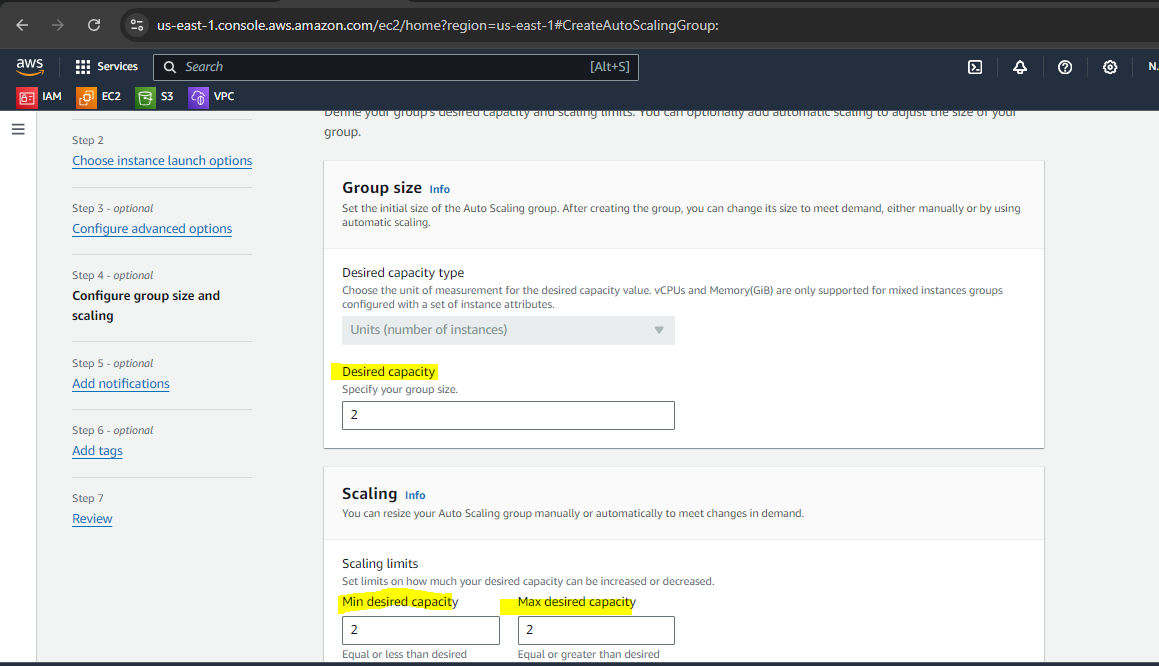 us-east-1.console.aws.amazon.com/ec2/home?region=us-east-1#CreateAutoScalingGroup:
aws
Services
Search
[Alt+S]
N.
IAM
EC2
S3
VPC
Step 2
Choose instance launch options
Step 3 - optional
Configure advanced options
Step 4 - optional
Configure group size and
scaling
Step 5 - optional
Add notifications
Step 6 - optional
Add tags
Step 7
Review
Define your group's desired capacity and scaling limits. You can optionally add automatic scaling to adjust the size of your
group.
Group size Info
Set the initial size of the Auto Scaling group. After creating the group, you can change its size to meet demand, either manually or by using
automatic scaling.
Desired capacity type
Choose the unit of measurement for the desired capacity value. vCPUs and Memory(GiB) are only supported for mixed instances groups
configured with a set of instance attributes.
Units (number of instances)
Desired capacity
Specify your group size.
2
Scaling Info
You can resize your Auto Scaling group manually or automatically to meet changes in demand.
Scaling limits
Set limits on how much your desired capacity can be increased or decreased.
Min desired capacity
Max desired capacity
2
2
Equal or less than desired
Equal or greater than desired